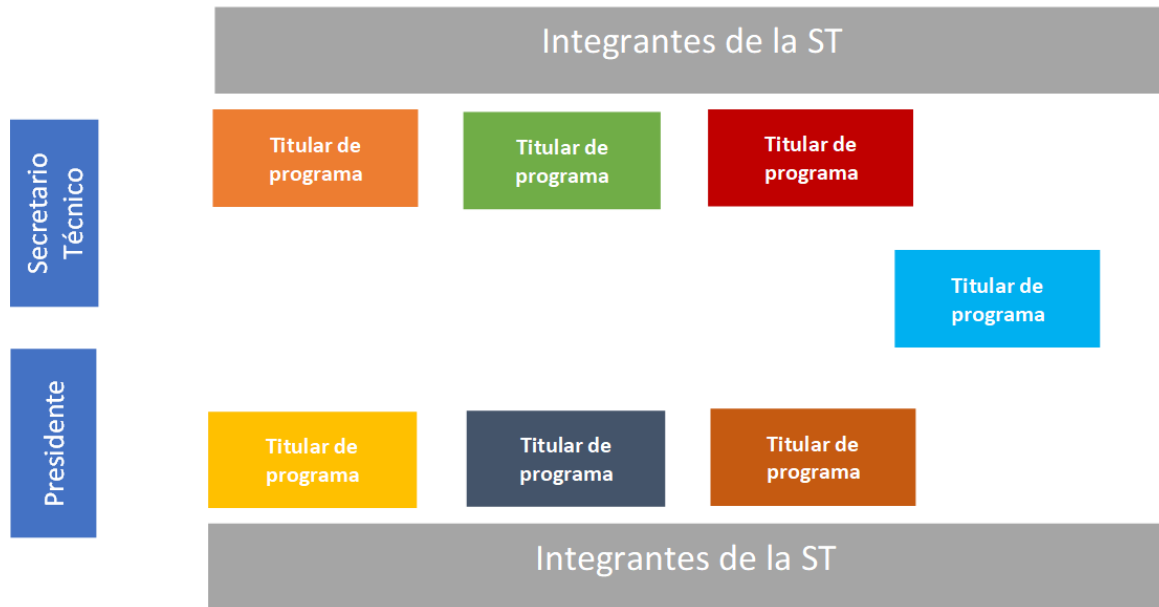 Integrantes de la ST
Secretario
Técnico
Titular de
programa
Titular de
programa
Titular de
programa
Titular de
programa
Presidente
Titular de
programa
Titular de
programa
Titular de
programa
Integrantes de la ST